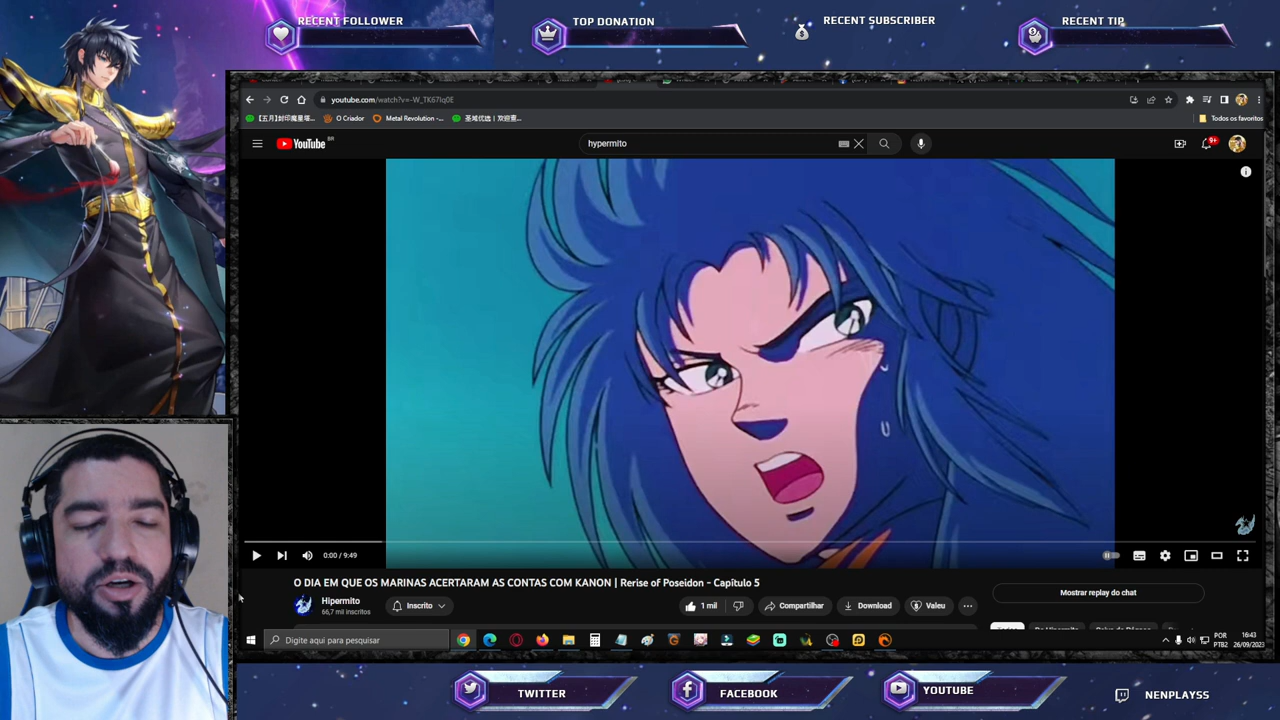 RECENT FOLLOWER
TOP DONATION
RECENT SUBSCRIBER
RECENT TIP
youtube.com/watch?v=-W_TK67Iq0E
O Criador
Metal Revolution -...
Todos os favoritos
YouTube BR
hypermito
9+
0:00 / 9:49
O DIA EM QUE OS MARINAS ACERTARAM AS CONTAS COM KANON | Rerise of Poseidon - Capítulo 5
Hipermito
66,7 mil inscritos
Inscrito
1 mil
Compartilhar
Download
Valeu
Mostrar replay do chat
Digite aqui para pesquisar
POR
PTB2
16:43
26/09/2023
TWITTER
FACEBOOK
YOUTUBE
NENPLAYSS